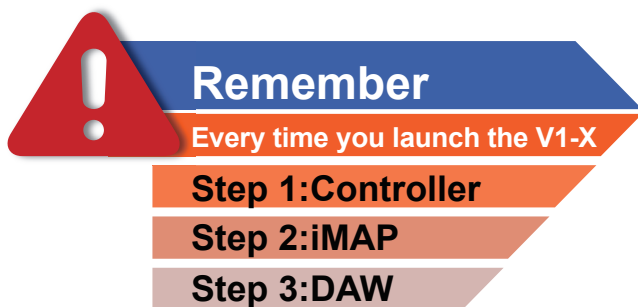 Remember
Every time you launch the V1-X
Step 1:Controller
Step 2:iMAP
Step 3:DAW